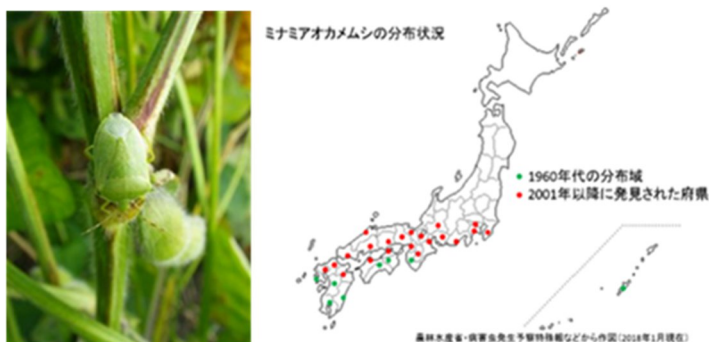 ミナミアオカメムシの分布状況
1960年代の分布域
2001年以降に発見された府県
農林水産省・病害虫発生予察特殊報などから作図(2018年1月現在)